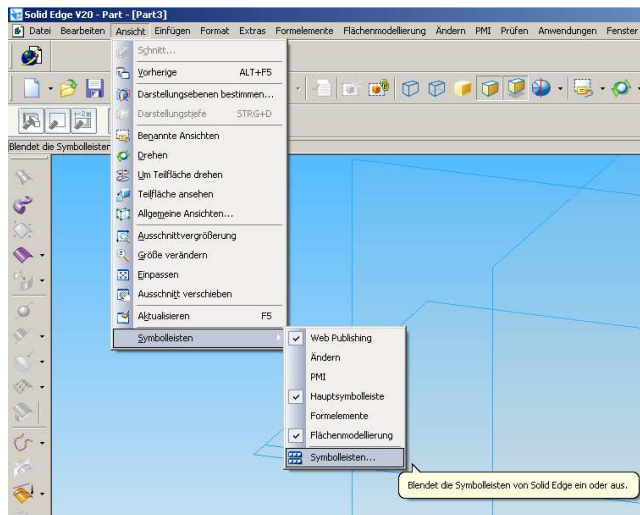 Solid Edge V20 - Part - [Part3]
Datei Bearbeiten Ansicht Einfügen Format Extras Formelemente Flächenmodellierung Ändern PMI Prüfen Anwendungen Fenster
Schnitt...
Vorherige ALT+F5
Darstellungsebenen bestimmen...
Darstellungstiefe STRG+D
Benannte Ansichten
Blendet die Symbolleisten
Drehen
Um Teilfläche drehen
Teilfläche ansehen
Allgemeine Ansichten...
Ausschnittvergrößerung
Größe verändern
Einpassen
Ausschnitt verschieben
Aktualisieren F5
Symbolleisten
Web Publishing
Ändern
PMI
Hauptsymbolleiste
Formelemente
Flächenmodellierung
Symbolleisten...
Blendet die Symbolleisten von Solid Edge ein oder aus.